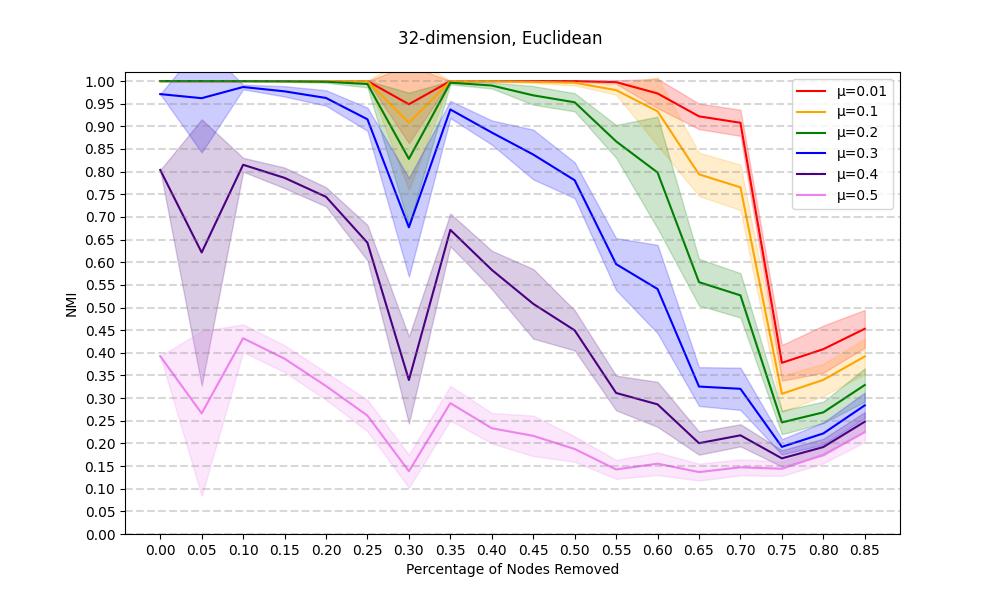 32-dimension, Euclidean
1.00
0.95
0.90
0.85
0.80
0.75
0.70
0.65
0.60
0.55
0.50
0.45
0.40
0.35
0.30
0.25
0.20
0.15
0.10
0.05
0.00
NMI
μ=0.01
μ=0.1
μ=0.2
μ=0.3
μ=0.4
μ=0.5
0.00 0.05 0.10 0.15 0.20 0.25 0.30 0.35 0.40 0.45 0.50 0.55 0.60 0.65 0.70 0.75 0.80 0.85
Percentage of Nodes Removed